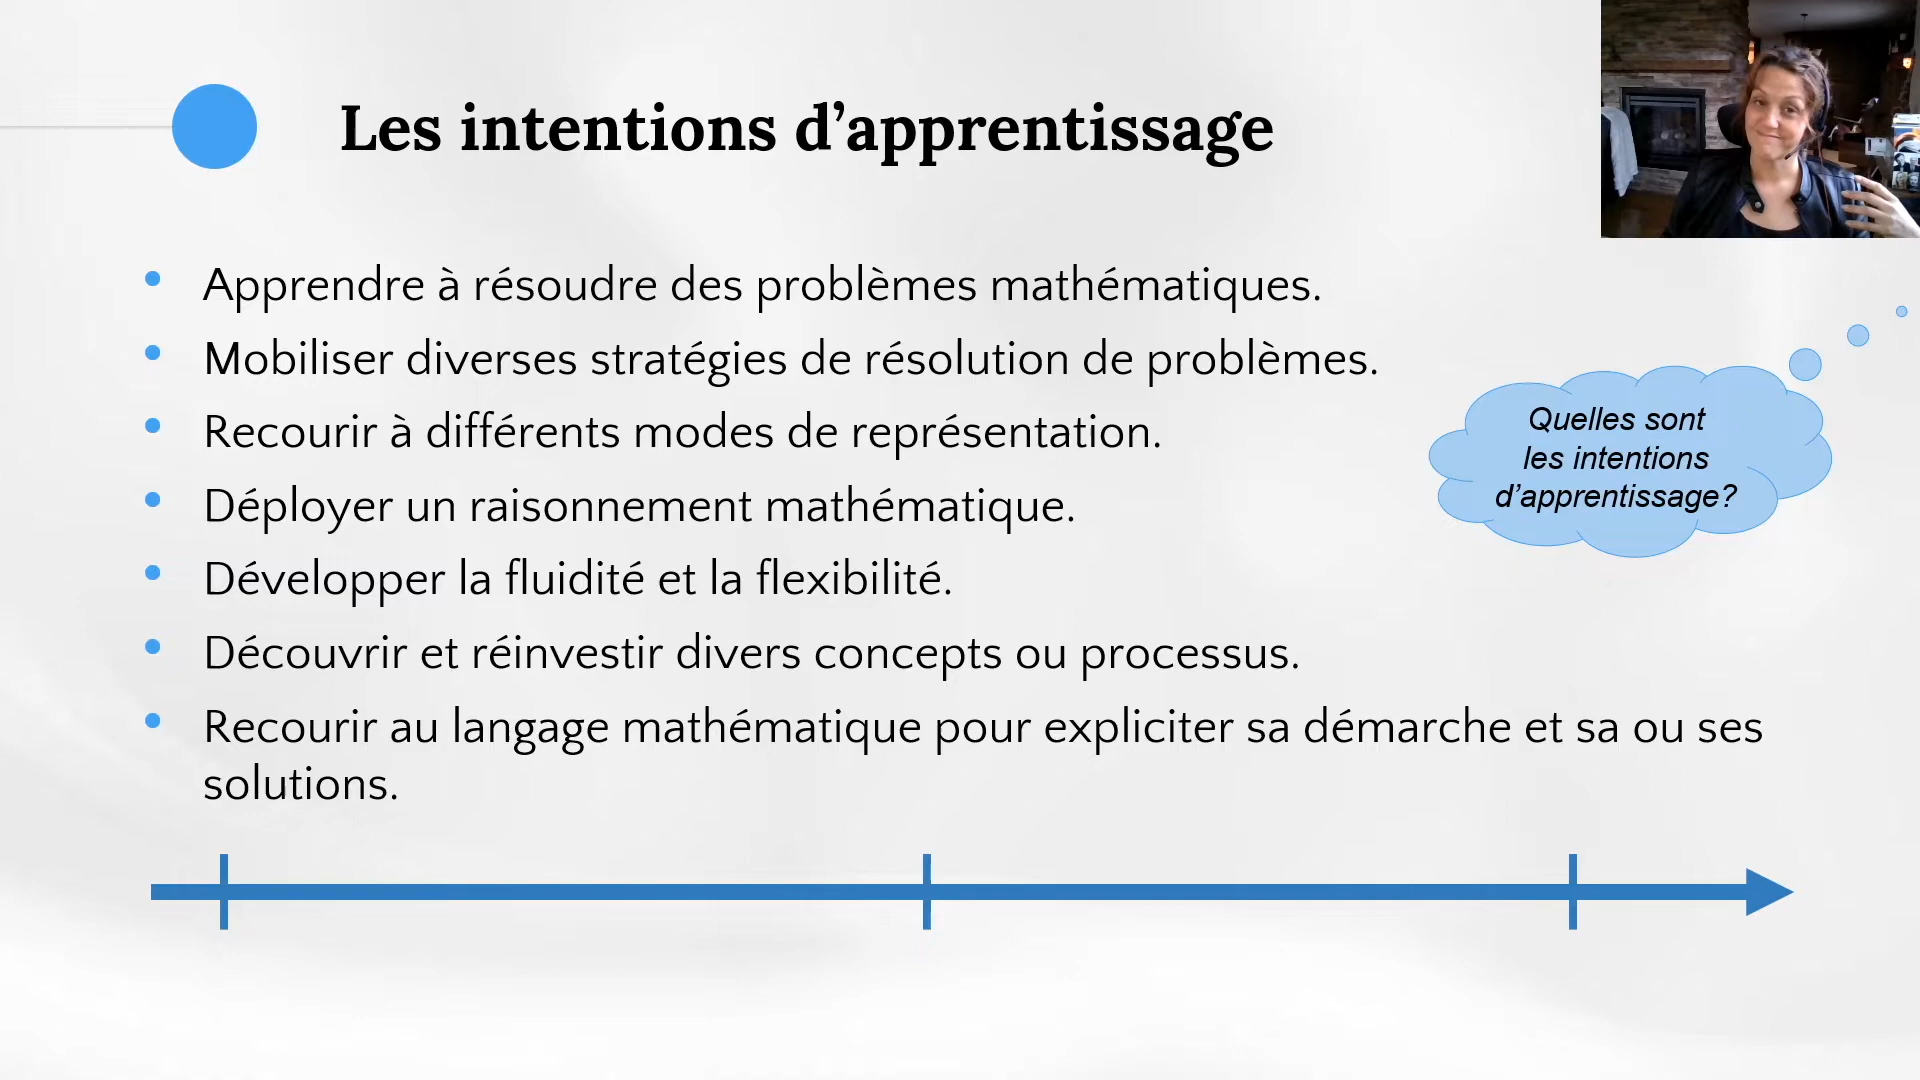 Les intentions d’apprentissage
Apprendre à résoudre des problèmes mathématiques.
Mobiliser diverses stratégies de résolution de problèmes.
Recourir à différents modes de représentation.
Déployer un raisonnement mathématique.
Développer la fluidité et la flexibilité.
Découvrir et réinvestir divers concepts ou processus.
Recourir au langage mathématique pour expliciter sa démarche et sa ou ses
solutions.
Quelles sont
les intentions
d’apprentissage?